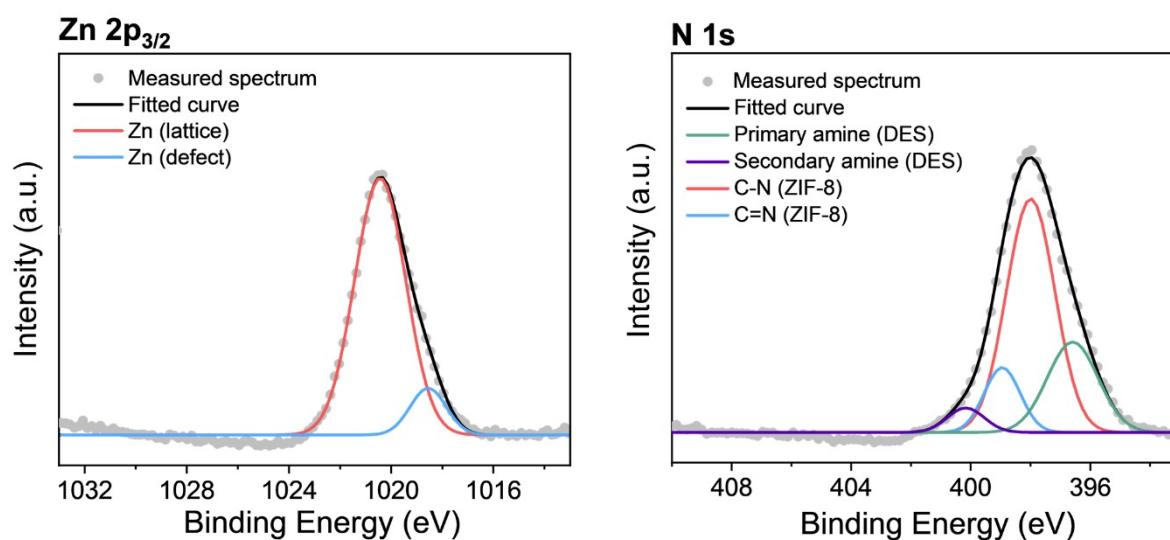 Zn 2p3/2
Measured spectrum
Fitted curve
Zn (lattice)
Zn (defect)
Intensity (a.u.)
1032 1028 1024 1020 1016
Binding Energy (eV)
N 1s
Measured spectrum
Fitted curve
Primary amine (DES)
Secondary amine (DES)
C-N (ZIF-8)
C=N (ZIF-8)
Intensity (a.u.)
408 404 400 396
Binding Energy (eV)